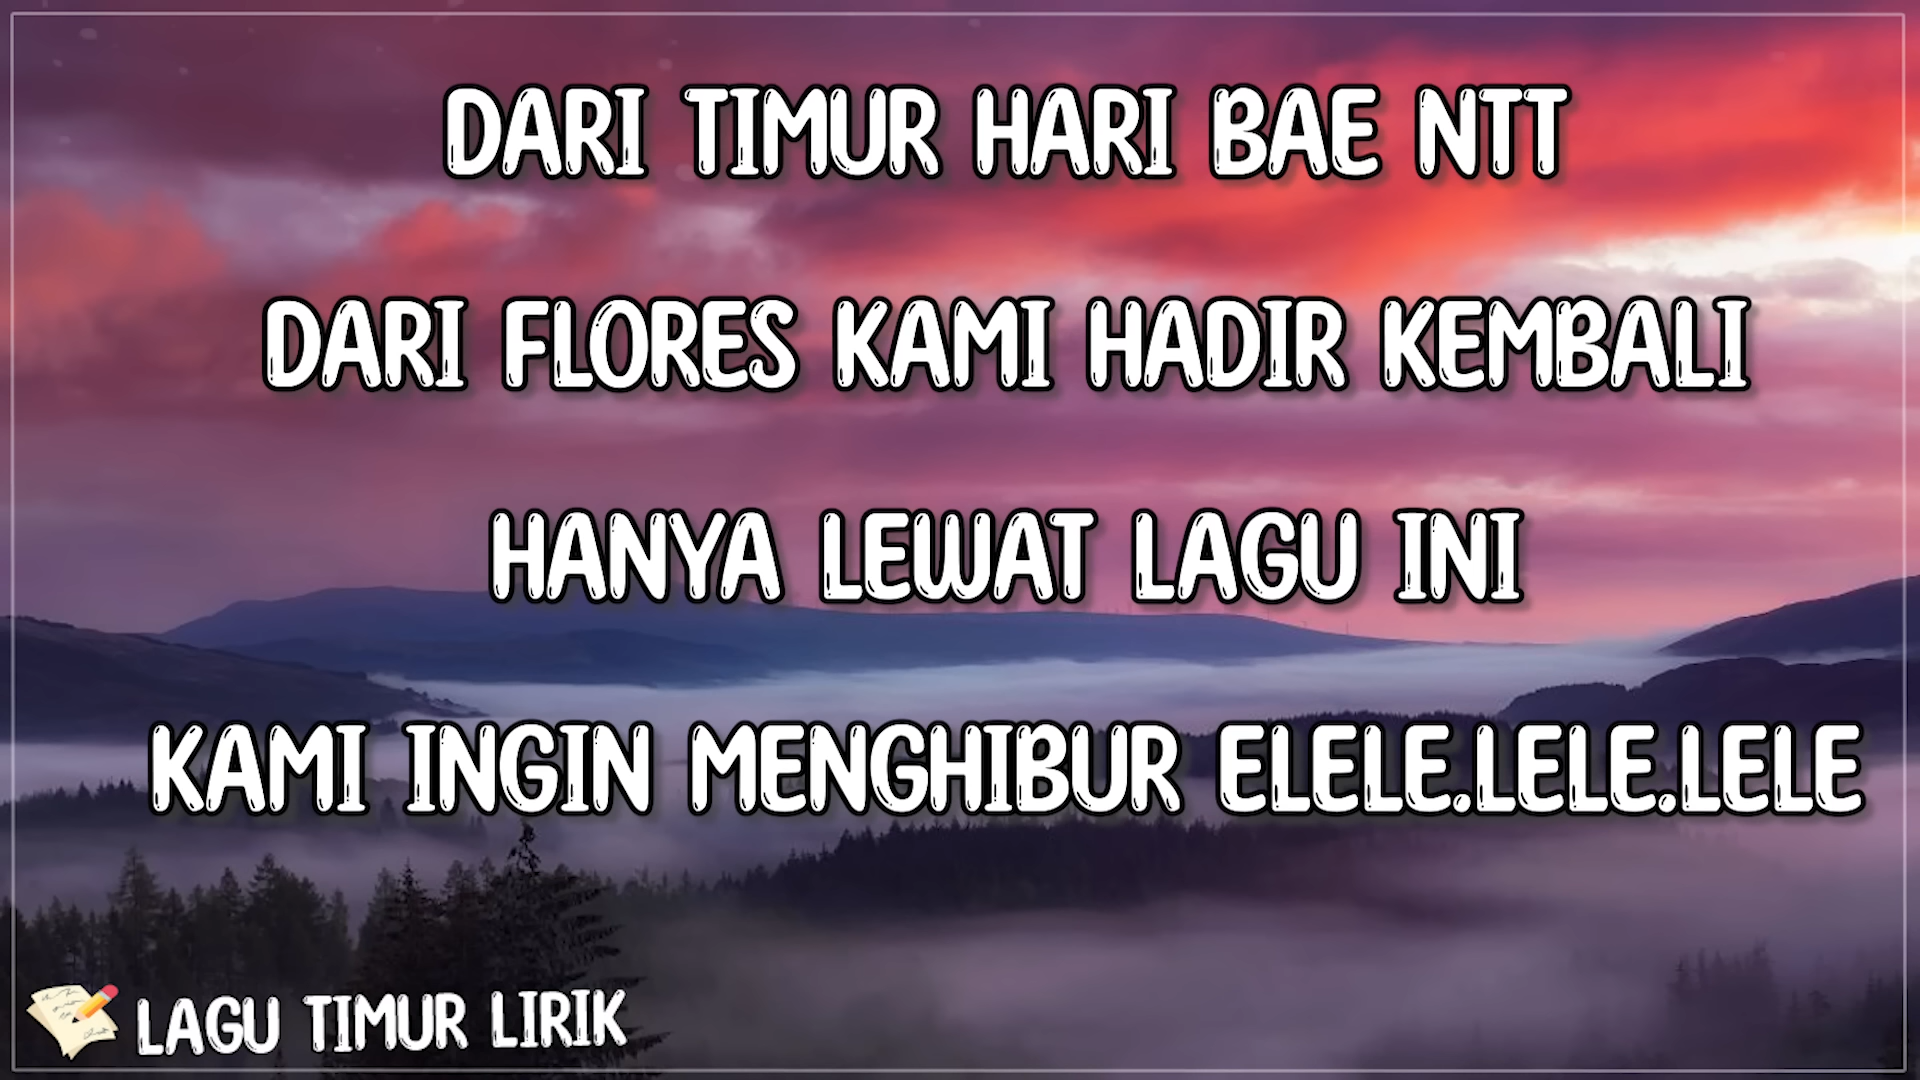 DARI TIMUR HARI BAE NTT
DARI FLORES KAMI HADIR KEMBALI
HANYA LEWAT LAGU INI
KAMI INGIN MENGHIBUR ELELE.LELE.LELE
LAGU TIMUR LIRIK